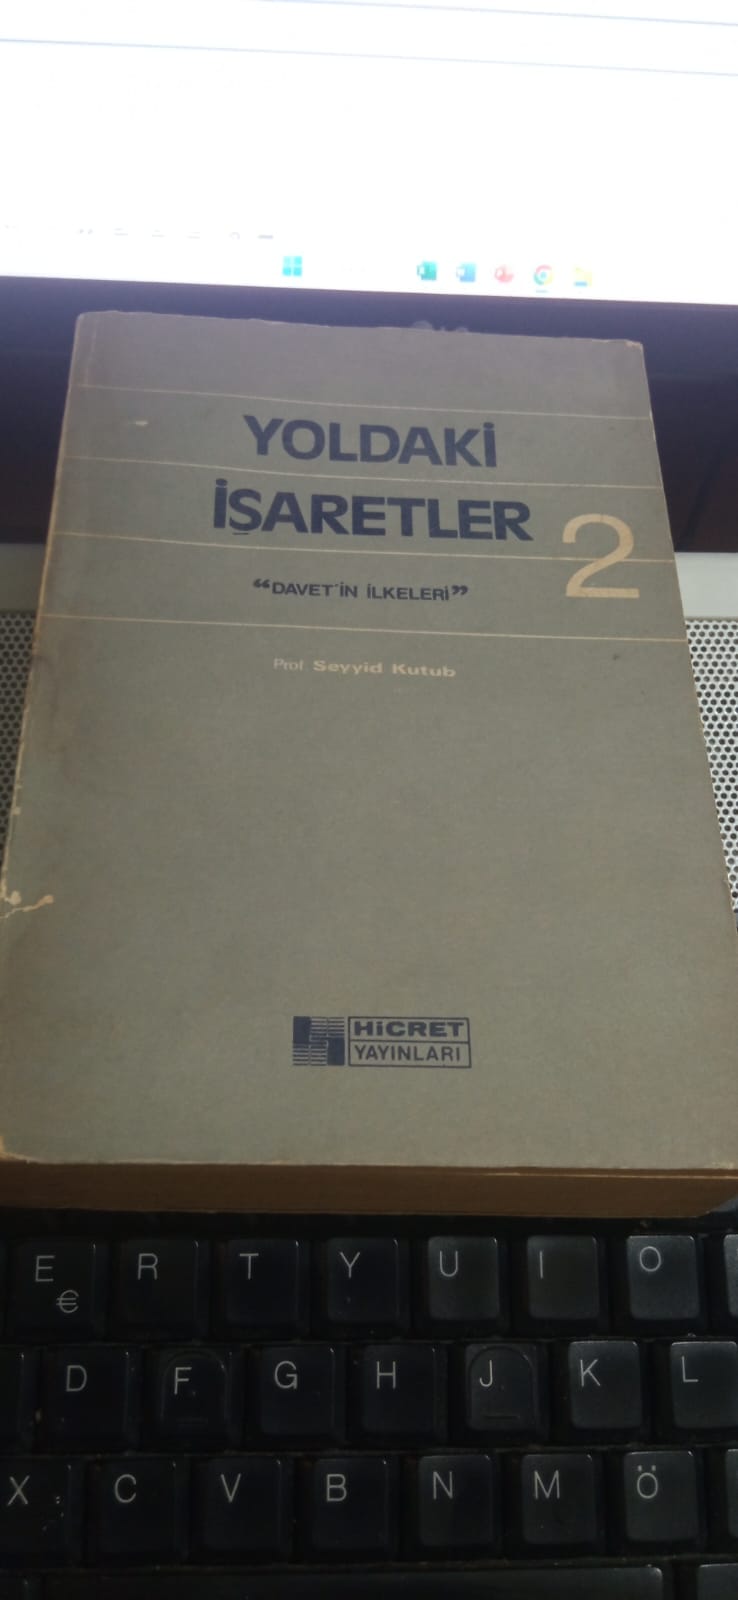 YOLDAKİ
İŞARETLER 2
“DAVET'İN İLKELERİ”
Prof. Seyyid Kutub
HİCRET
YAYINLARI
E R T Y U I O
€
D F G H J K L
X C V B N M Ö